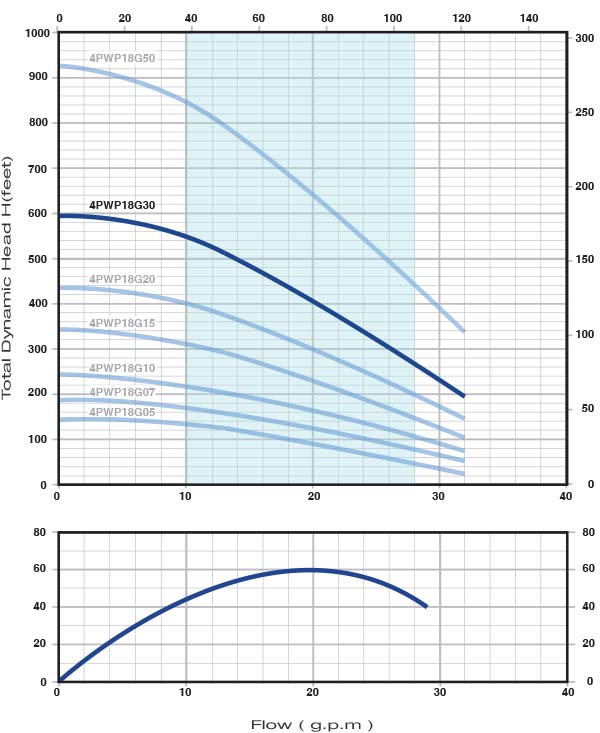 0 20 40 60 80 100 120 140
1000 300
4PWP18G50
900
250
800
700
200
4PWP18G30
600
500 150
4PWP18G20
400
4PWP18G15
100
300
4PWP18G10
4PWP18G07
200
50
4PWP18G05
100
0 0
0 10 20 30 40
Total Dynamic Head H(feet)
80 80
60 60
40 40
20 20
0 0
0 10 20 30 40
Flow ( g.p.m )